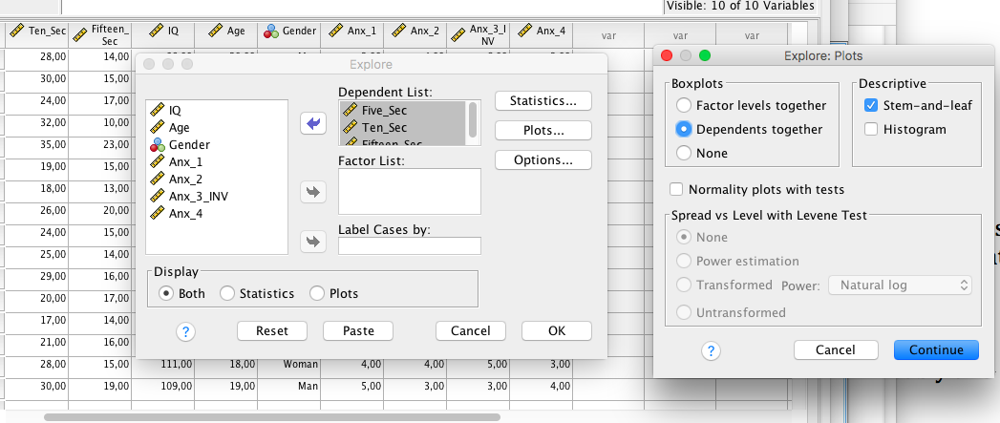 Visible: 10 of 10 Variables
Ten_Sec Fifteen_Sec IQ Age Gender Anx_1 Anx_2 Anx_3_INV Anx_4 var var var
28,00 14,00
30,00 15,00
24,00 17,00
32,00 10,00
35,00 23,00
19,00 15,00
18,00 13,00
26,00 20,00
24,00 15,00
25,00 14,00
29,00 16,00
20,00 17,00
17,00 14,00
21,00 16,00
28,00 15,00 111,00 18,00 Woman 4,00 4,00 5,00 3,00
30,00 19,00 109,00 19,00 Man 5,00 3,00 3,00 4,00
Explore
IQ
Age
Gender
Anx_1
Anx_2
Anx_3_INV
Anx_4
Dependent List:
Five_Sec
Ten_Sec
Fifteen_Sec
Factor List:
Label Cases by:
Statistics...
Plots...
Options...
Display
Both Statistics Plots
? Reset Paste Cancel OK
Explore: Plots
Boxplots
Factor levels together
Dependents together
None
Descriptive
Stem-and-leaf
Histogram
Normality plots with tests
Spread vs Level with Levene Test
None
Power estimation
Transformed Power: Natural log
Untransformed
? Cancel Continue